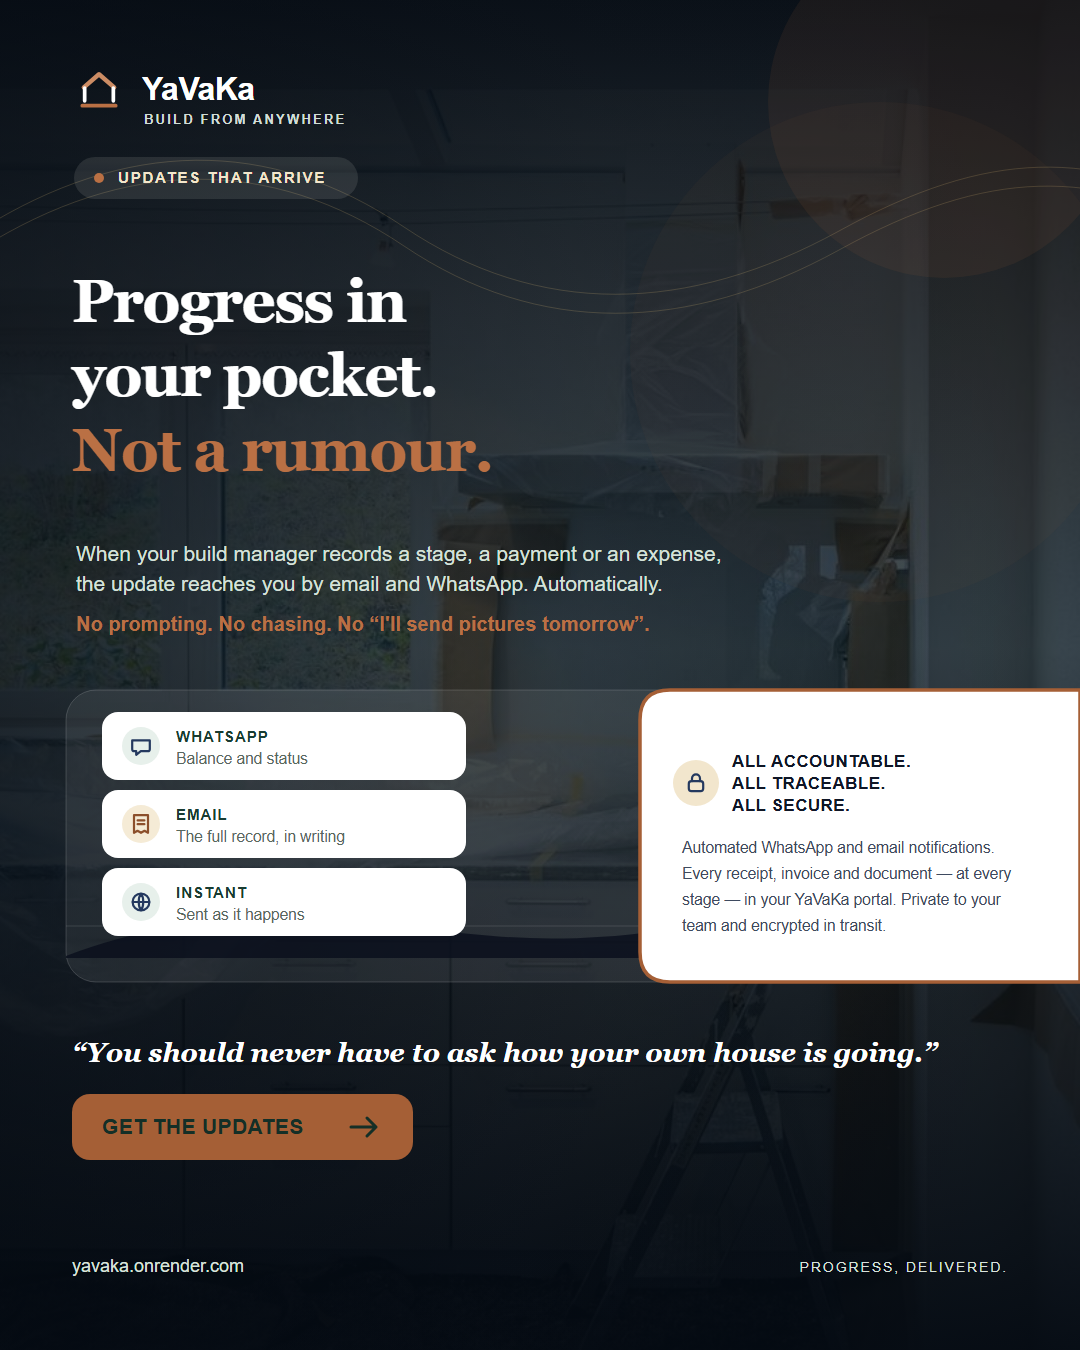 YaVaKa
BUILD FROM ANYWHERE
UPDATES THAT ARRIVE
Progress in
your pocket.
Not a rumour.
When your build manager records a stage, a payment or an expense,
the update reaches you by email and WhatsApp. Automatically.
No prompting. No chasing. No “I'll send pictures tomorrow”.
WHATSAPP
Balance and status
EMAIL
The full record, in writing
INSTANT
Sent as it happens
ALL ACCOUNTABLE.
ALL TRACEABLE.
ALL SECURE.
Automated WhatsApp and email notifications.
Every receipt, invoice and document — at every
stage — in your YaVaKa portal. Private to your
team and encrypted in transit.
“You should never have to ask how your own house is going.”
GET THE UPDATES
yavaka.onrender.com
PROGRESS, DELIVERED.